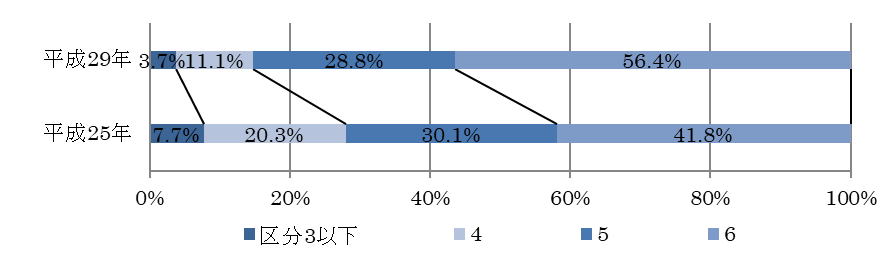 平成29年 3.7% 11.1% 28.8% 56.4%
平成25年 7.7% 20.3% 30.1% 41.8%
0% 20% 40% 60% 80% 100%
区分3以下 4 5 6